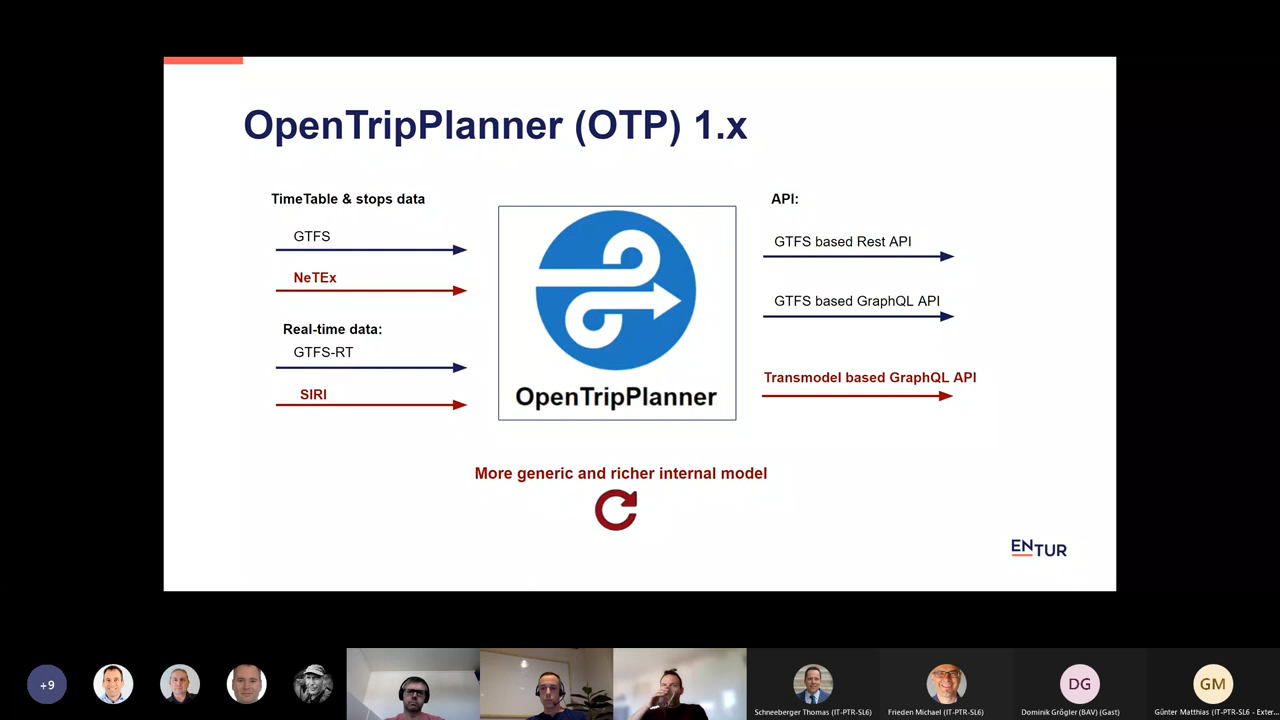 OpenTripPlanner (OTP) 1.x
TimeTable & stops data
GTFS
NeTEx
Real-time data:
GTFS-RT
SIRI
OpenTripPlanner
API:
GTFS based Rest API
GTFS based GraphQL API
Transmodel based GraphQL API
More generic and richer internal model
ENTUR
+9
Schneeberger Thomas (IT-PTR-SL6)
Frieden Michael (IT-PTR-SL6)
DG
Dominik Grögler (BAV) (Gast)
GM
Günter Matthias (IT-PTR-SL6 - Exter...